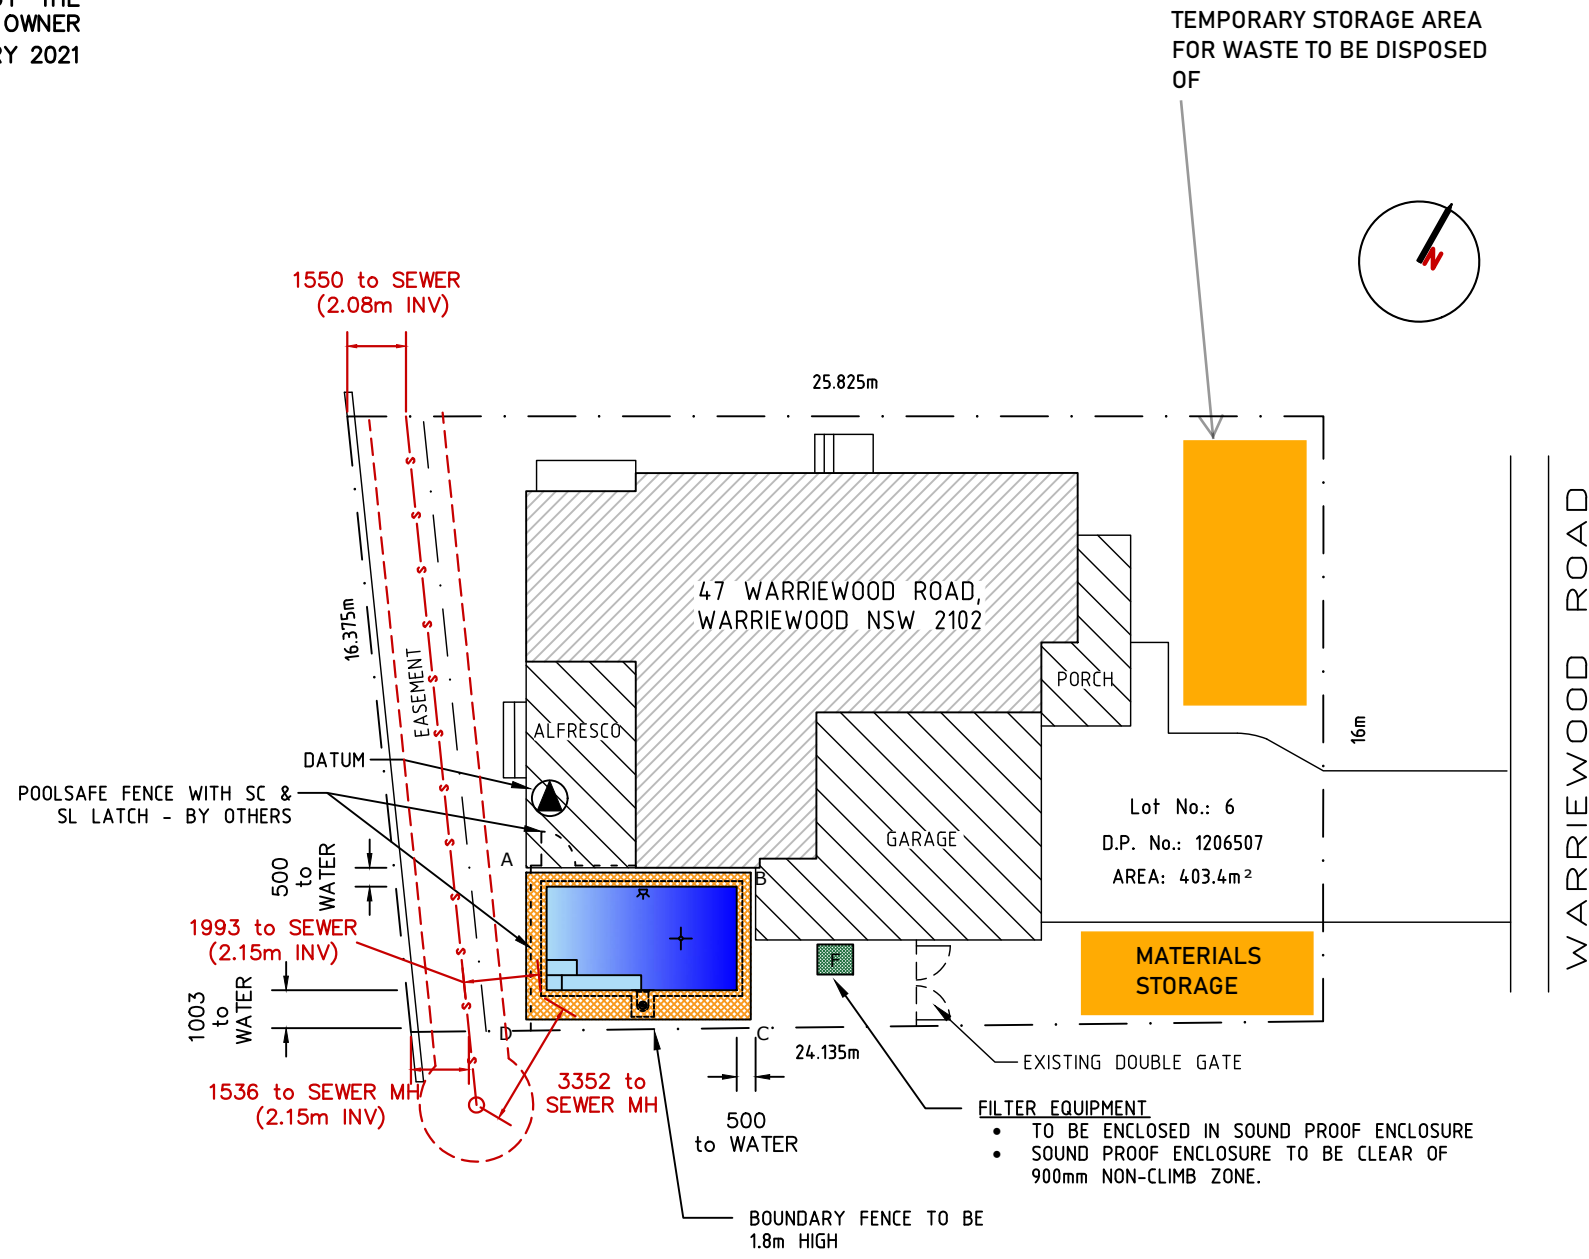 THE
OWNER
RY 2021
TEMPORARY STORAGE AREA
FOR WASTE TO BE DISPOSED
OF
N
1550 to SEWER
(2.08m INV)
25.825m
16.375m
EASEMENT
S
S
S
S
S
S
S
S
S
47 WARRIEWOOD ROAD,
WARRIEWOOD NSW 2102
PORCH
ALFRESCO
16m
WARRIEWOOD ROAD
DATUM
POOLSAFE FENCE WITH SC &
SL LATCH - BY OTHERS
Lot No.: 6
D.P. No.: 1206507
AREA: 403.4m²
GARAGE
A
B
500
to
WATER
1993 to SEWER
(2.15m INV)
F
MATERIALS
STORAGE
1003
to
WATER
D
C
24.135m
EXISTING DOUBLE GATE
1536 to SEWER MH
(2.15m INV)
3352 to
SEWER MH
500
to WATER
FILTER EQUIPMENT
• TO BE ENCLOSED IN SOUND PROOF ENCLOSURE
• SOUND PROOF ENCLOSURE TO BE CLEAR OF
900mm NON-CLIMB ZONE.
BOUNDARY FENCE TO BE
1.8m HIGH